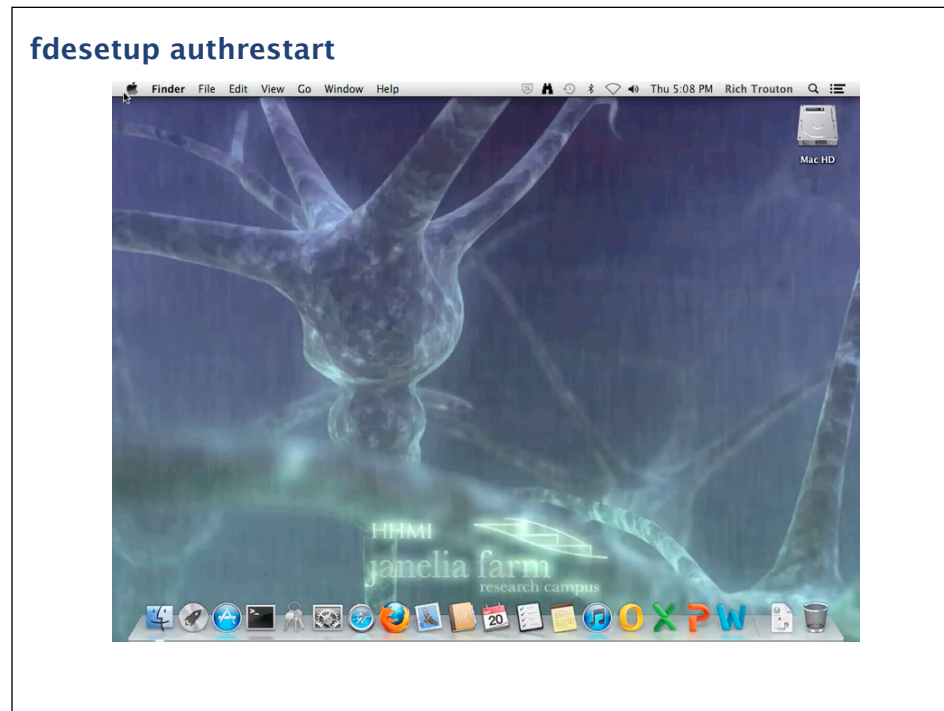 fdesetup authrestart
Finder File Edit View Go Window Help Thu 5:08 PM Rich Trouton
Mac HD
HHMI
janelia farm
research campus
20